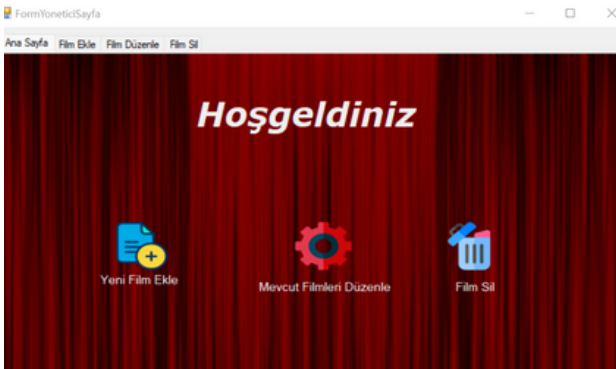 FormYoneticiSayfa
Ana Sayfa Film Ekle Film Düzenle Film Sil
Hoşgeldiniz
Yeni Film Ekle Mevcut Filmleri Düzenle Film Sil